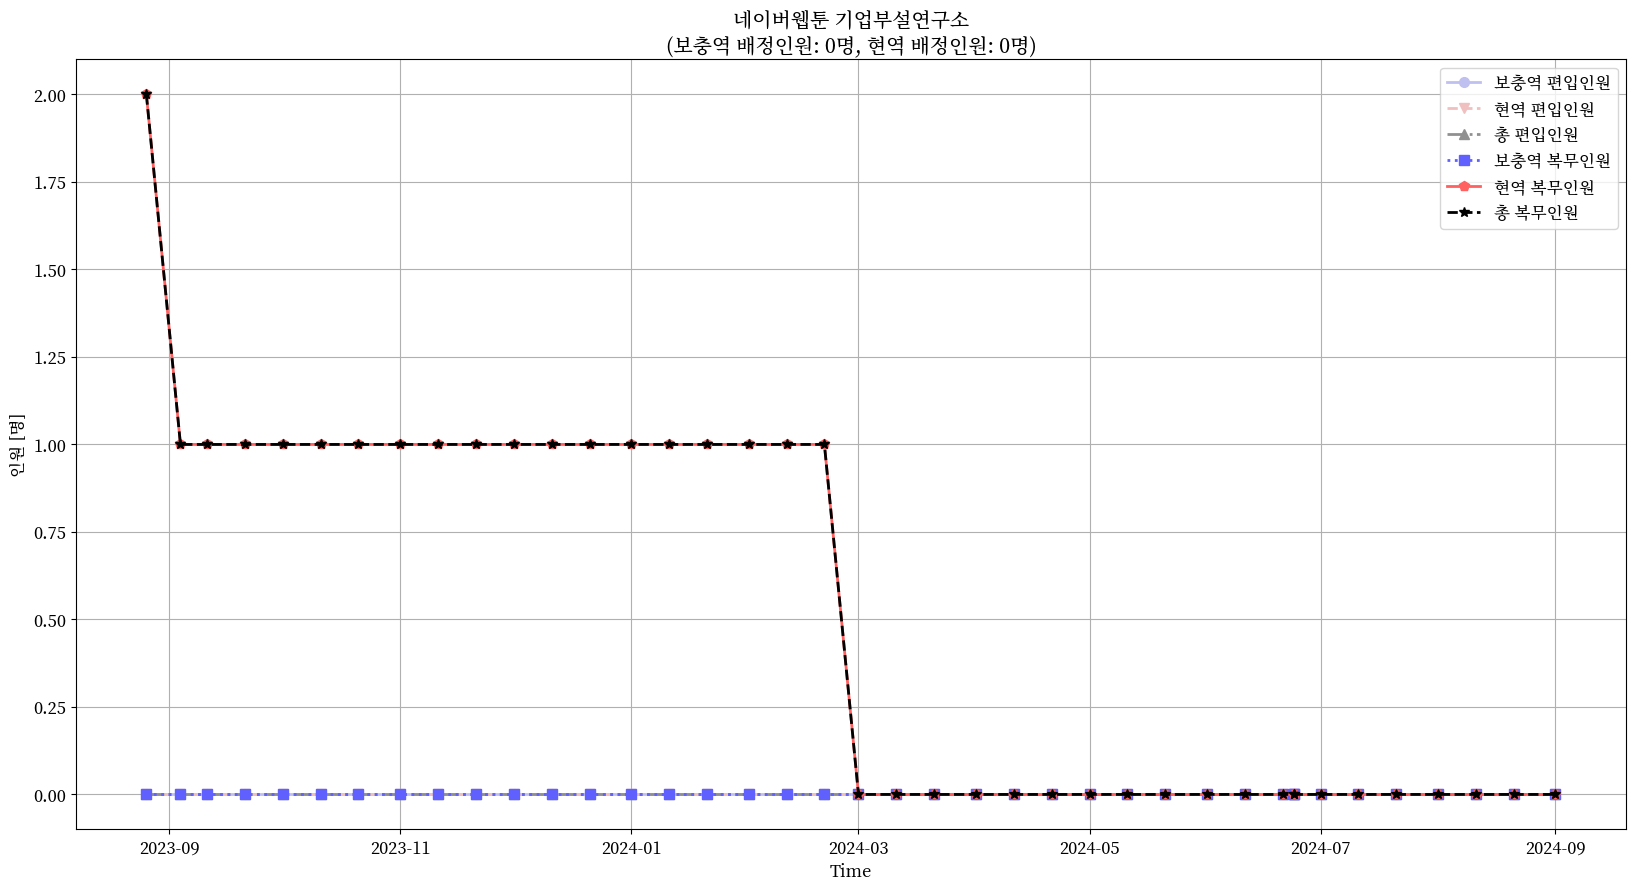 네이버웹툰 기업부설연구소
(보충역 배정인원: 0명, 현역 배정인원: 0명)
보충역 편입인원
현역 편입인원
총 편입인원
보충역 복무인원
현역 복무인원
총 복무인원
인원 [명]
2.00
1.75
1.50
1.25
1.00
0.75
0.50
0.25
0.00
2023-09 2023-11 2024-01 2024-03 2024-05 2024-07 2024-09
Time